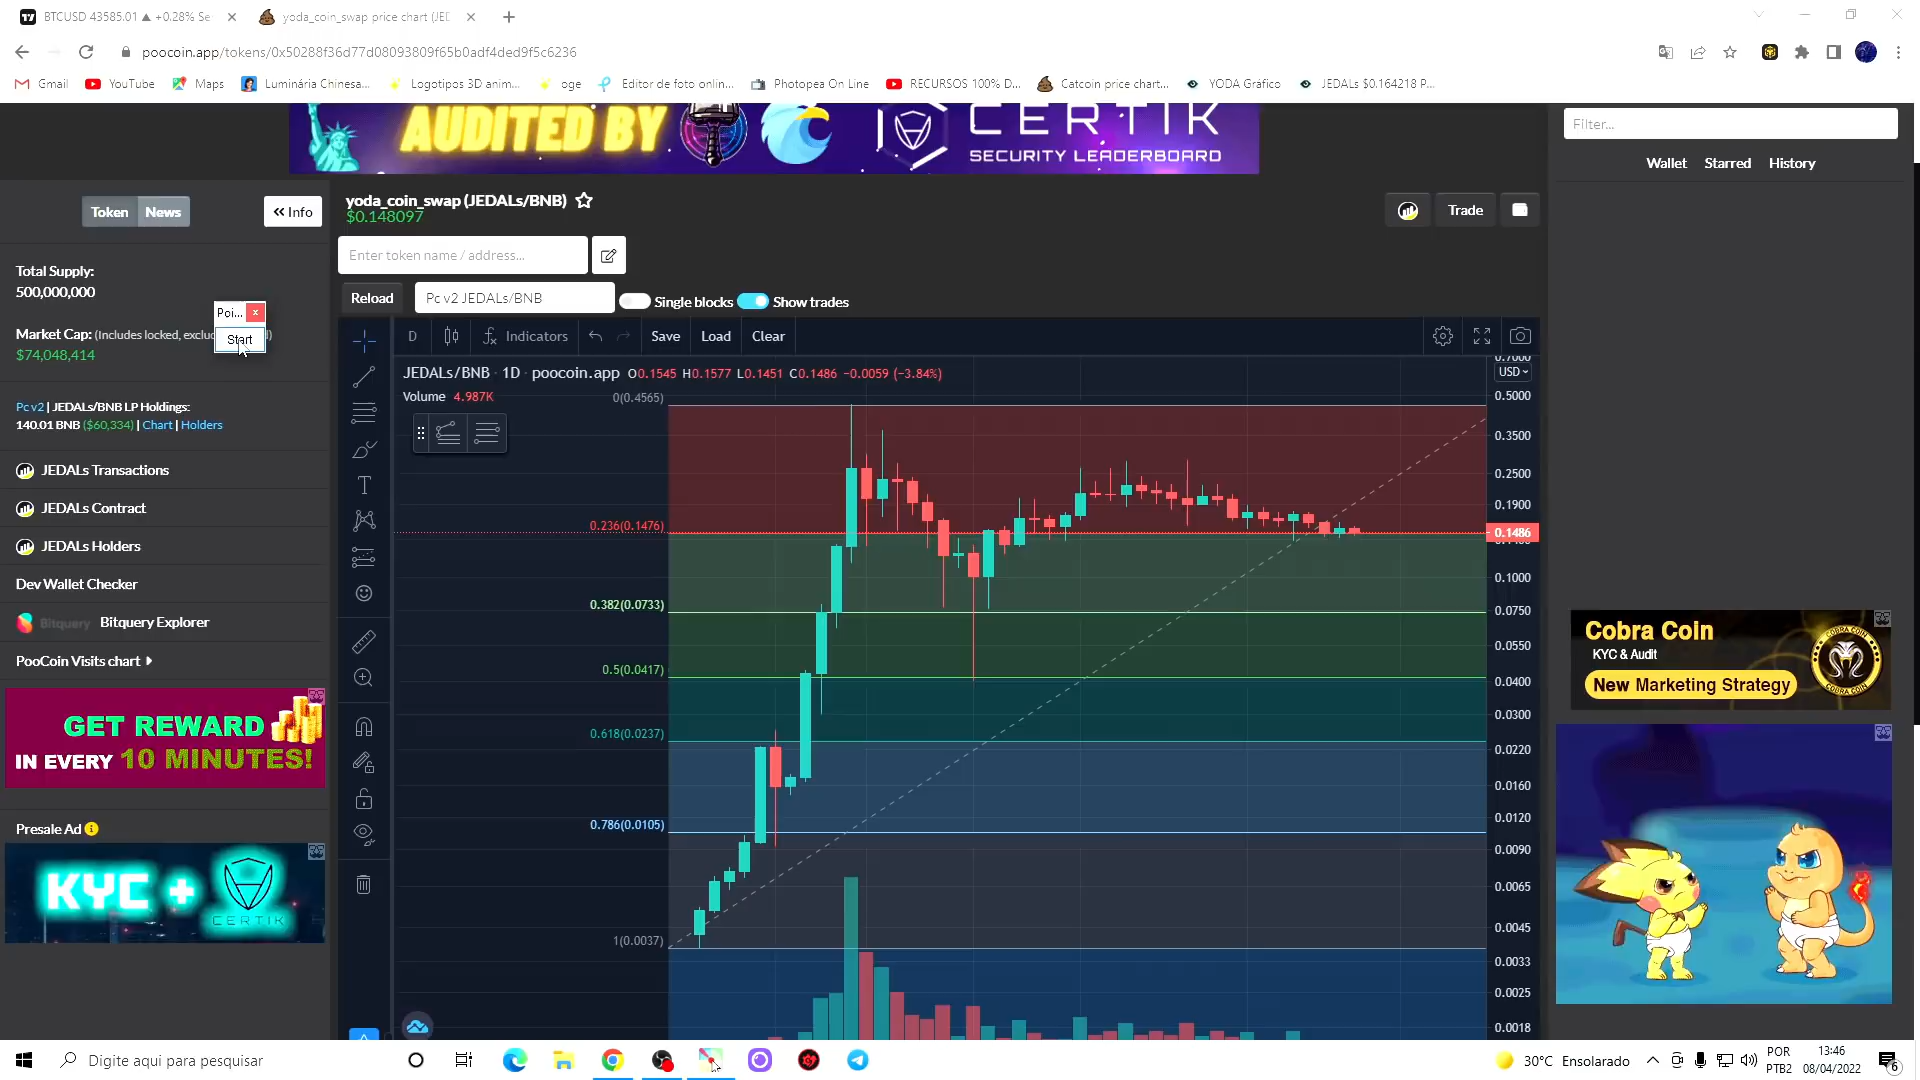 BTCUSD 43585.01 ▲ +0.28% Se
yoda_coin_swap price chart (JED
poocoin.app/tokens/0x50288f36d77d08093809f65b0adf4ded9f5c6236
Gmail
YouTube
Maps
Luminária Chinesa...
Logotipos 3D anim...
oge
Editor de foto onlin...
Photopea On Line
RECURSOS 100% D...
Catcoin price chart...
YODA Gráfico
JEDALs $0.164218 P...
AUDITED BY
CERTIK
SECURITY LEADERBOARD
Filter...
Wallet
Starred
History
Token
News
« Info
yoda_coin_swap (JEDALs/BNB)
$0.148097
Trade
Enter token name / address...
Total Supply:
500,000,000
Reload
Pc v2 JEDALs/BNB
Single blocks
Show trades
Poi...
Start
Market Cap: (Includes locked, exclu
$74,048,414
D
Indicators
Save
Load
Clear
JEDALs/BNB · 1D · poocoin.app O0.1545 H0.1577 L0.1451 C0.1486 −0.0059 (−3.84%)
Volume 4.987K
USD
Pc v2 | JEDALs/BNB LP Holdings:
140.01 BNB ($60,334) | Chart | Holders
JEDALs Transactions
JEDALs Contract
JEDALs Holders
Dev Wallet Checker
Bitquery
Bitquery Explorer
PooCoin Visits chart
GET REWARD
IN EVERY 10 MINUTES!
Presale Ad
KYC +
CERTIK
0(0.4565)
0.236(0.1476)
0.382(0.0733)
0.5(0.0417)
0.618(0.0237)
0.786(0.0105)
1(0.0037)
0.7000
0.5000
0.3500
0.2500
0.1900
0.1486
0.1000
0.0750
0.0550
0.0400
0.0300
0.0220
0.0160
0.0120
0.0090
0.0065
0.0045
0.0033
0.0025
0.0018
Cobra Coin
KYC & Audit
New Marketing Strategy
COBRA COIN
Digite aqui para pesquisar
30°C Ensolarado
POR
PTB2
13:46
08/04/2022
6